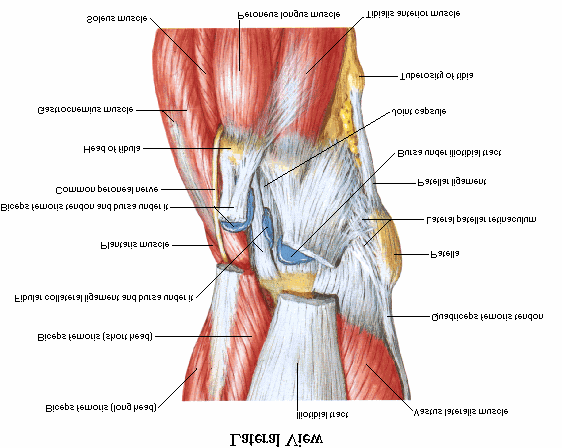 Lateral View
Iliotibial tract
Biceps femoris (long head)
Vastus lateralis muscle
Biceps femoris (short head)
Quadriceps femoris tendon
Fibular collateral ligament and bursa under it
Patella
Plantaris muscle
Lateral patellar retinaculum
Biceps femoris tendon and bursa under it
Common peroneal nerve
Patellar ligament
Bursa under iliotibial tract
Head of fibula
Joint capsule
Gastrocnemius muscle
Tuberosity of tibia
Soleus muscle
Peroneus longus muscle
Tibialis anterior muscle